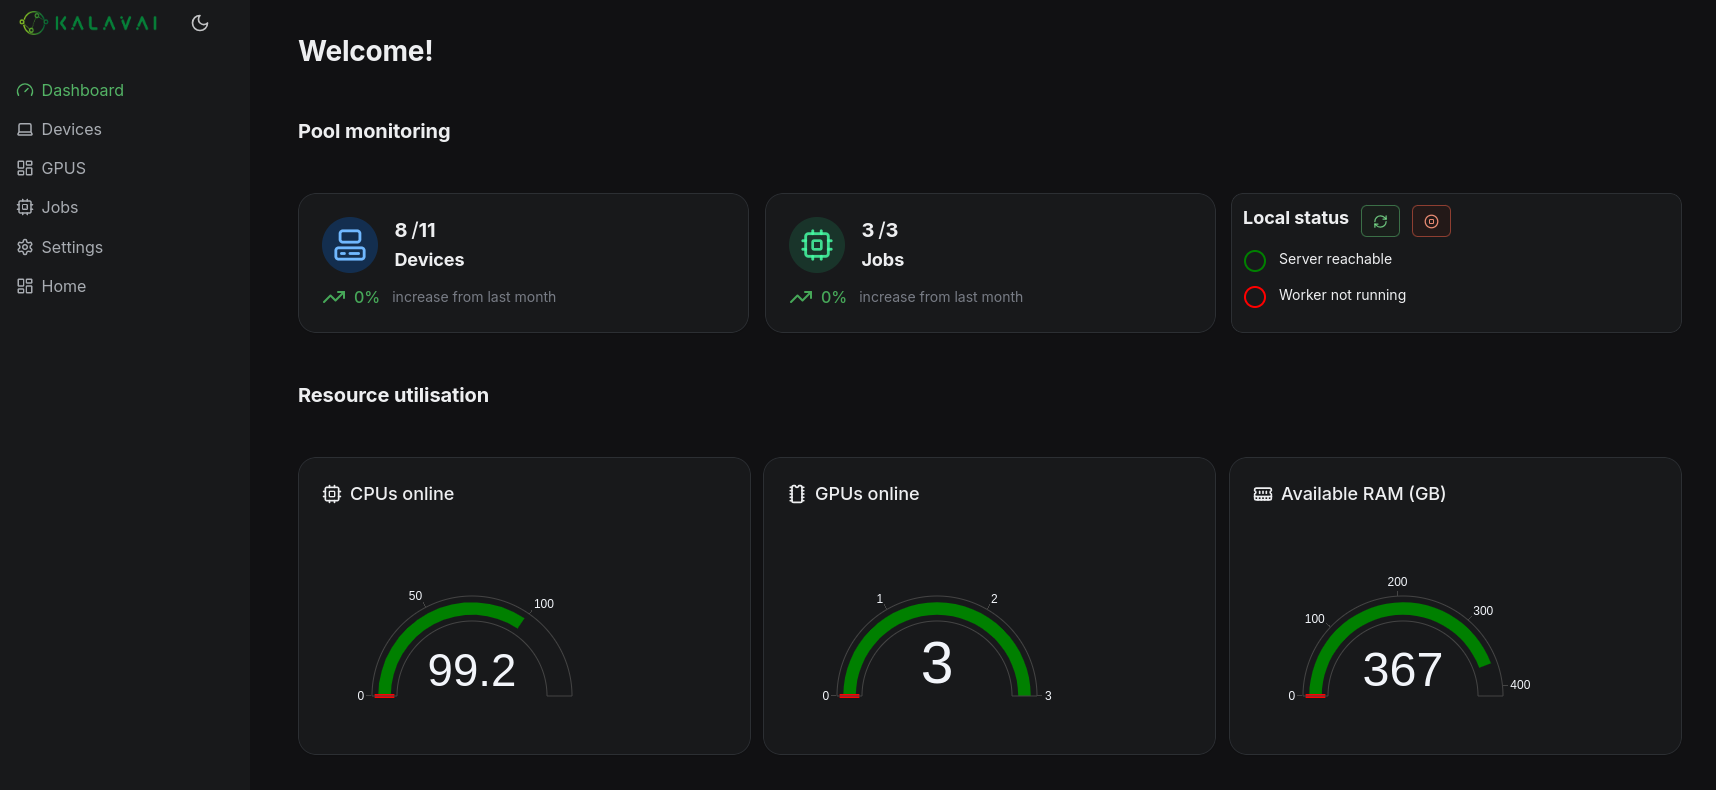 KALAVAI
Dashboard
Devices
GPUS
Jobs
Settings
Home
Welcome!
Pool monitoring
8 /11
Devices
0% increase from last month
3 /3
Jobs
0% increase from last month
Local status
Server reachable
Worker not running
Resource utilisation
CPUs online
0
50
100
99.2
GPUs online
0
1
2
3
3
Available RAM (GB)
0
100
200
300
400
367